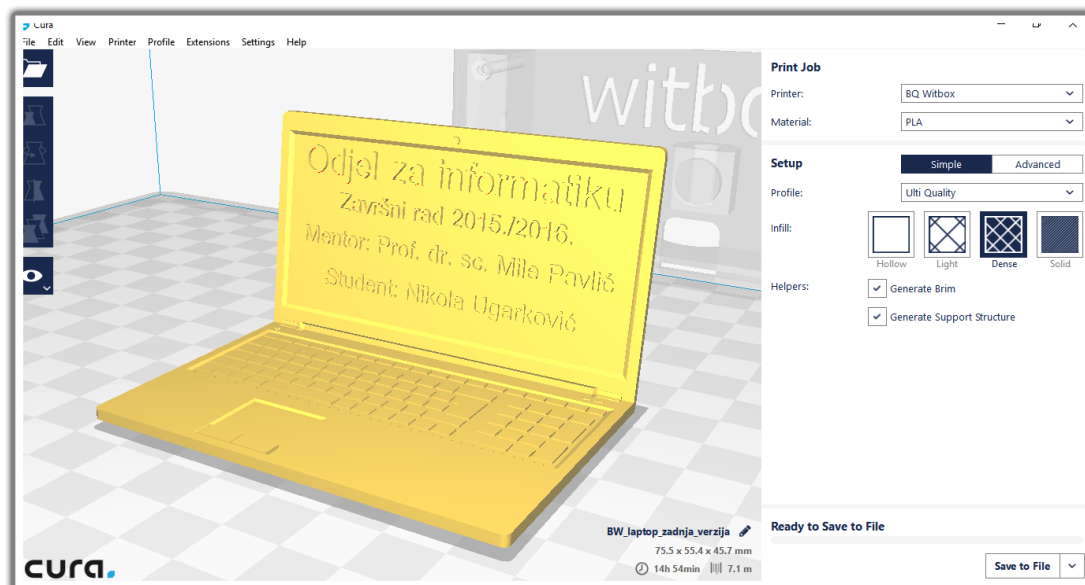 Cura
File Edit View Printer Profile Extensions Settings Help
witbo
Odjel za informatiku
Završni rad 2015./2016.
Mentor: Prof. dr. sc. Mile Pavlić
Student: Nikola Ugarković
BW_laptop_zadnja_verzija
75.5 x 55.4 x 45.7 mm
14h 54min 7.1 m
cura.
Print Job
Printer: BQ Witbox
Material: PLA
Setup Simple Advanced
Profile: Ulti Quality
Infill:
Hollow Light Dense Solid
Helpers: Generate Brim
Generate Support Structure
Ready to Save to File
Save to File